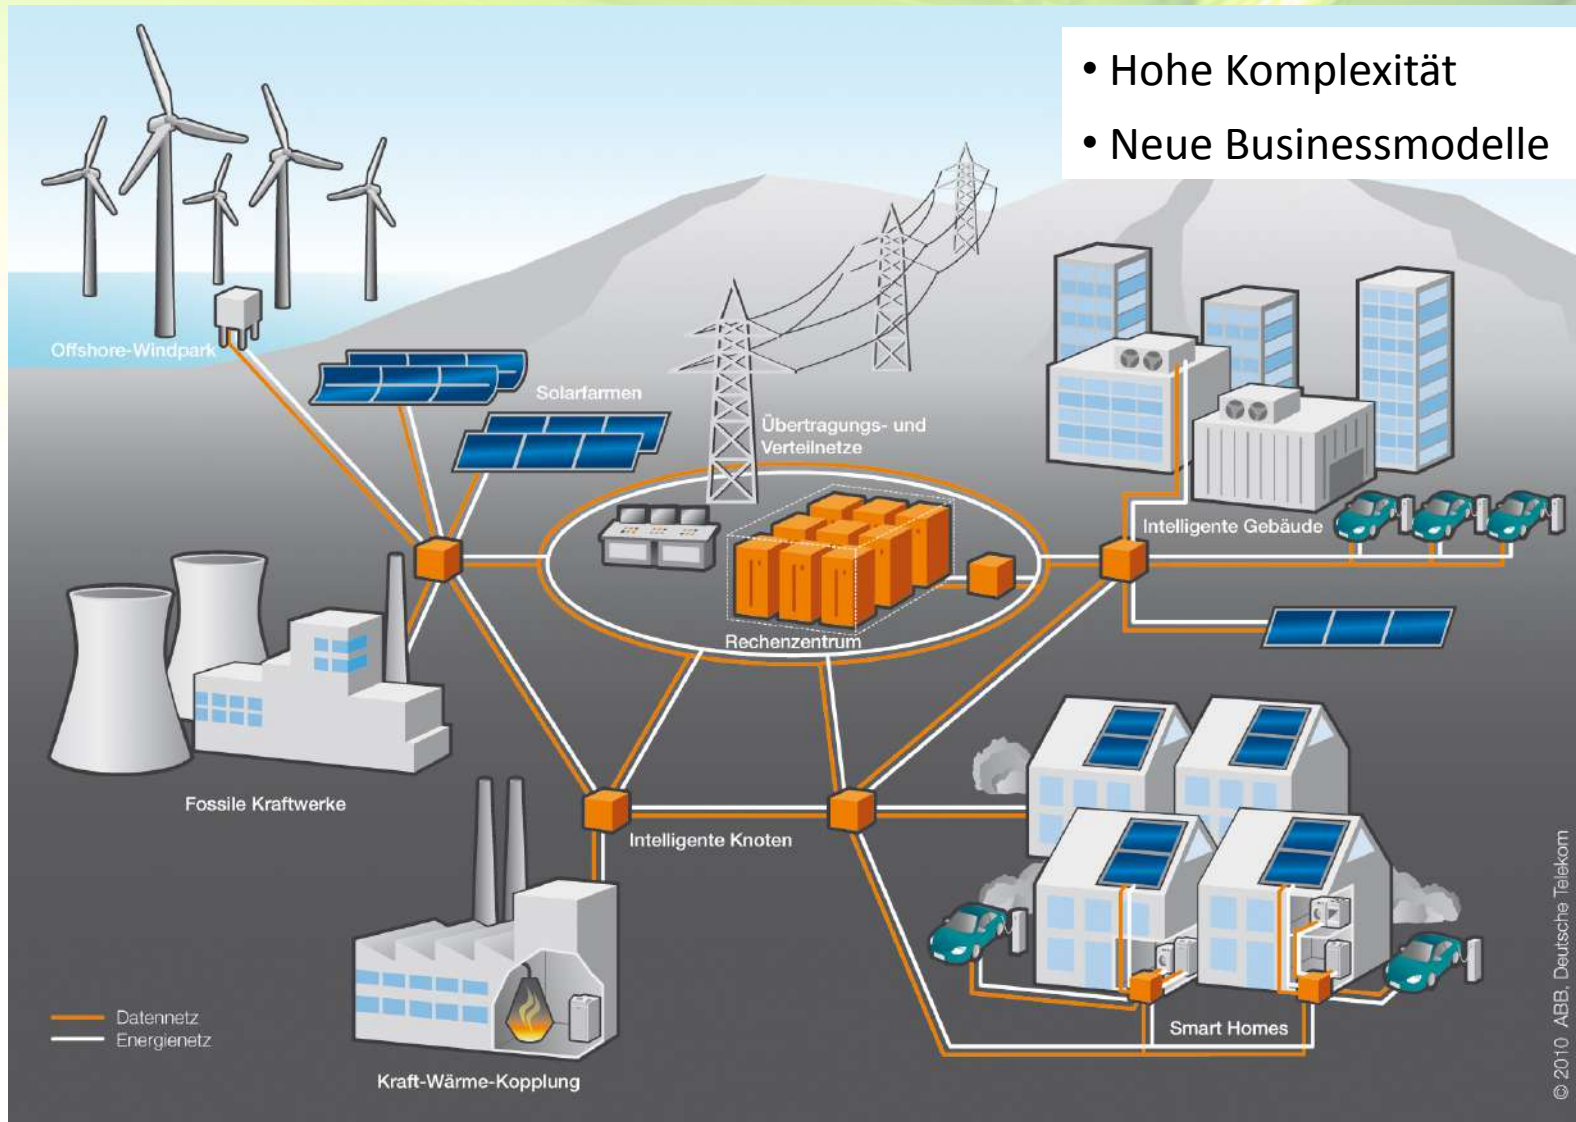 • Hohe Komplexität
• Neue Businessmodelle
Offshore-Windpark
Solarfarmen
Übertragungs- und
Verteilnetze
Intelligente Gebäude
Rechenzentrum
Fossile Kraftwerke
Intelligente Knoten
Datennetz
Energienetz
Smart Homes
Kraft-Wärme-Kopplung
© 2010 ABB, Deutsche Telekom